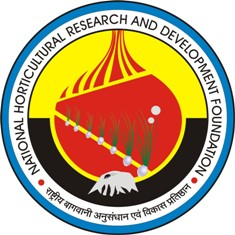 NATIONAL HORTICULTURAL RESEARCH AND DEVELOPMENT FOUNDATION
राष्ट्रीय बागवानी अनुसंधान एवं विकास प्रतिष्ठान